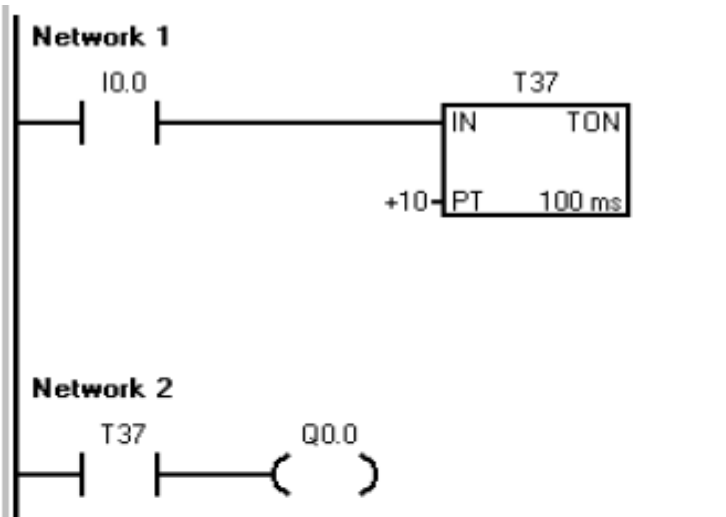 Network 1
I0.0
T37
IN TON
+10 PT 100 ms
Network 2
T37 Q0.0